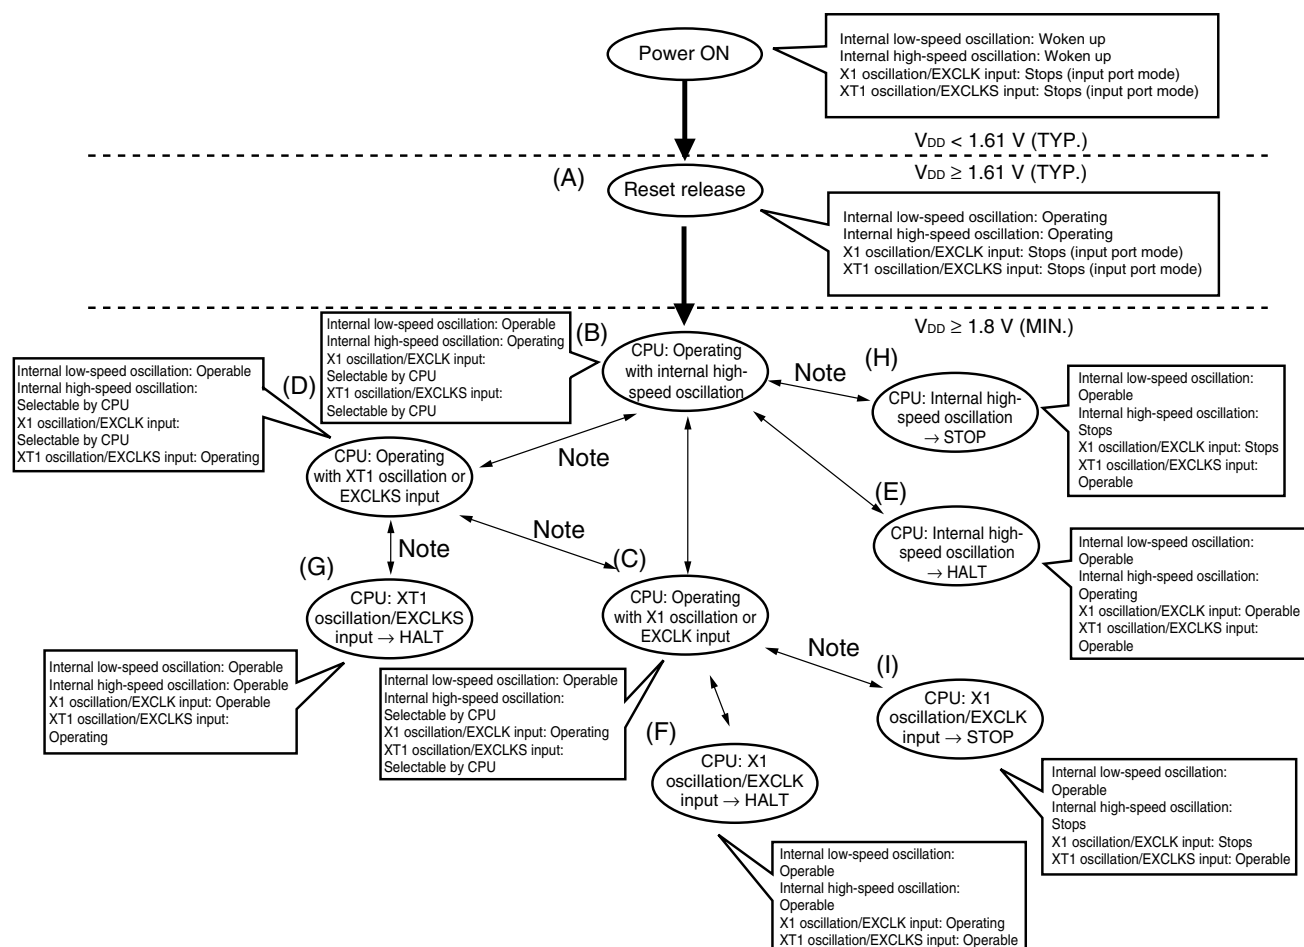 Power ON
Internal low-speed oscillation: Woken up
Internal high-speed oscillation: Woken up
X1 oscillation/EXCLK input: Stops (input port mode)
XT1 oscillation/EXCLKS input: Stops (input port mode)
VDD < 1.61 V (TYP.)
(A)
Reset release
VDD ≥ 1.61 V (TYP.)
Internal low-speed oscillation: Operating
Internal high-speed oscillation: Operating
X1 oscillation/EXCLK input: Stops (input port mode)
XT1 oscillation/EXCLKS input: Stops (input port mode)
VDD ≥ 1.8 V (MIN.)
Internal low-speed oscillation: Operable
Internal high-speed oscillation: Operating
X1 oscillation/EXCLK input:
Selectable by CPU
XT1 oscillation/EXCLKS input:
Selectable by CPU
(B)
CPU: Operating
with internal high-
speed oscillation
Note
(H)
CPU: Internal high-
speed oscillation
→ STOP
Internal low-speed oscillation:
Operable
Internal high-speed oscillation:
Stops
X1 oscillation/EXCLK input: Stops
XT1 oscillation/EXCLKS input:
Operable
Internal low-speed oscillation: Operable
Internal high-speed oscillation:
Selectable by CPU
X1 oscillation/EXCLK input:
Selectable by CPU
XT1 oscillation/EXCLKS input: Operating
(D)
CPU: Operating
with XT1 oscillation or
EXCLKS input
Note
(E)
CPU: Internal high-
speed oscillation
→ HALT
Internal low-speed oscillation:
Operable
Internal high-speed oscillation:
Operating
X1 oscillation/EXCLK input: Operable
XT1 oscillation/EXCLKS input:
Operable
Note
Note
(G)
CPU: XT1
oscillation/EXCLKS
input → HALT
Internal low-speed oscillation: Operable
Internal high-speed oscillation: Operable
X1 oscillation/EXCLK input: Operable
XT1 oscillation/EXCLKS input:
Operating
(C)
CPU: Operating
with X1 oscillation or
EXCLK input
Internal low-speed oscillation: Operable
Internal high-speed oscillation:
Selectable by CPU
X1 oscillation/EXCLK input: Operating
XT1 oscillation/EXCLKS input:
Selectable by CPU
Note
(I)
CPU: X1
oscillation/EXCLK
input → STOP
Internal low-speed oscillation:
Operable
Internal high-speed oscillation:
Stops
X1 oscillation/EXCLK input: Stops
XT1 oscillation/EXCLKS input: Operable
(F)
CPU: X1
oscillation/EXCLK
input → HALT
Internal low-speed oscillation:
Operable
Internal high-speed oscillation:
Operable
X1 oscillation/EXCLK input: Operating
XT1 oscillation/EXCLKS input: Operable